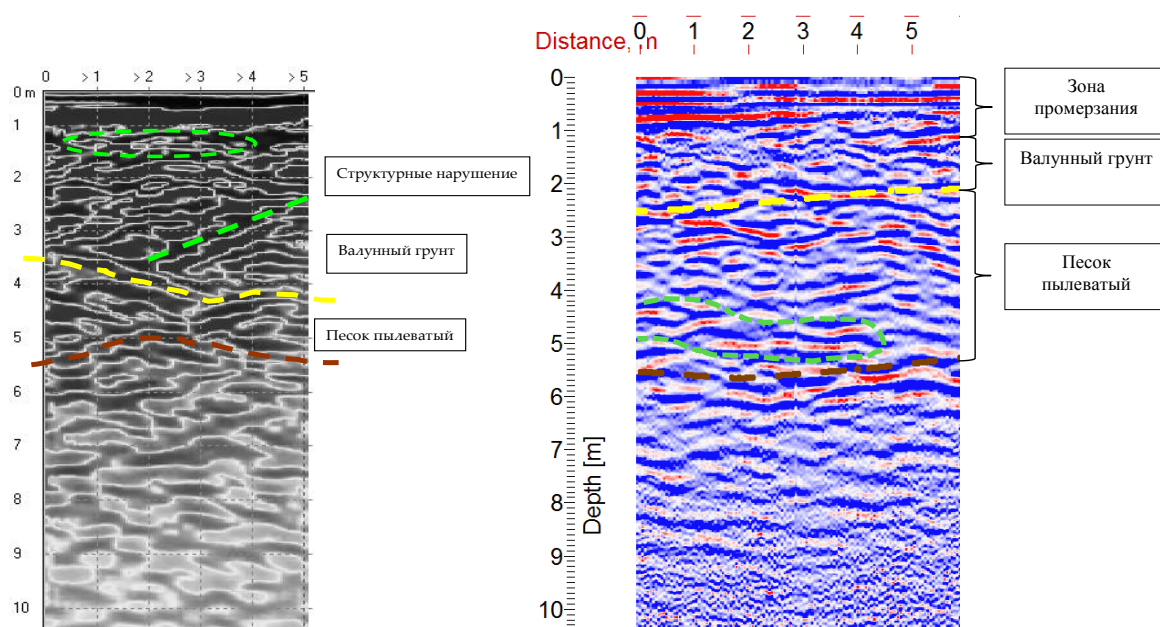 0 > 1 > 2 > 3 > 4 > 5
0 m
1
2
3
4
5
6
7
8
9
10
Структурные нарушение
Валунный грунт
Песок пылеватый
Distance, m
0 1 2 3 4 5
0
1
2
3
4
5
6
7
8
9
10
Depth [m]
Зона
промерзания
Валунный грунт
Песок
пылеватый